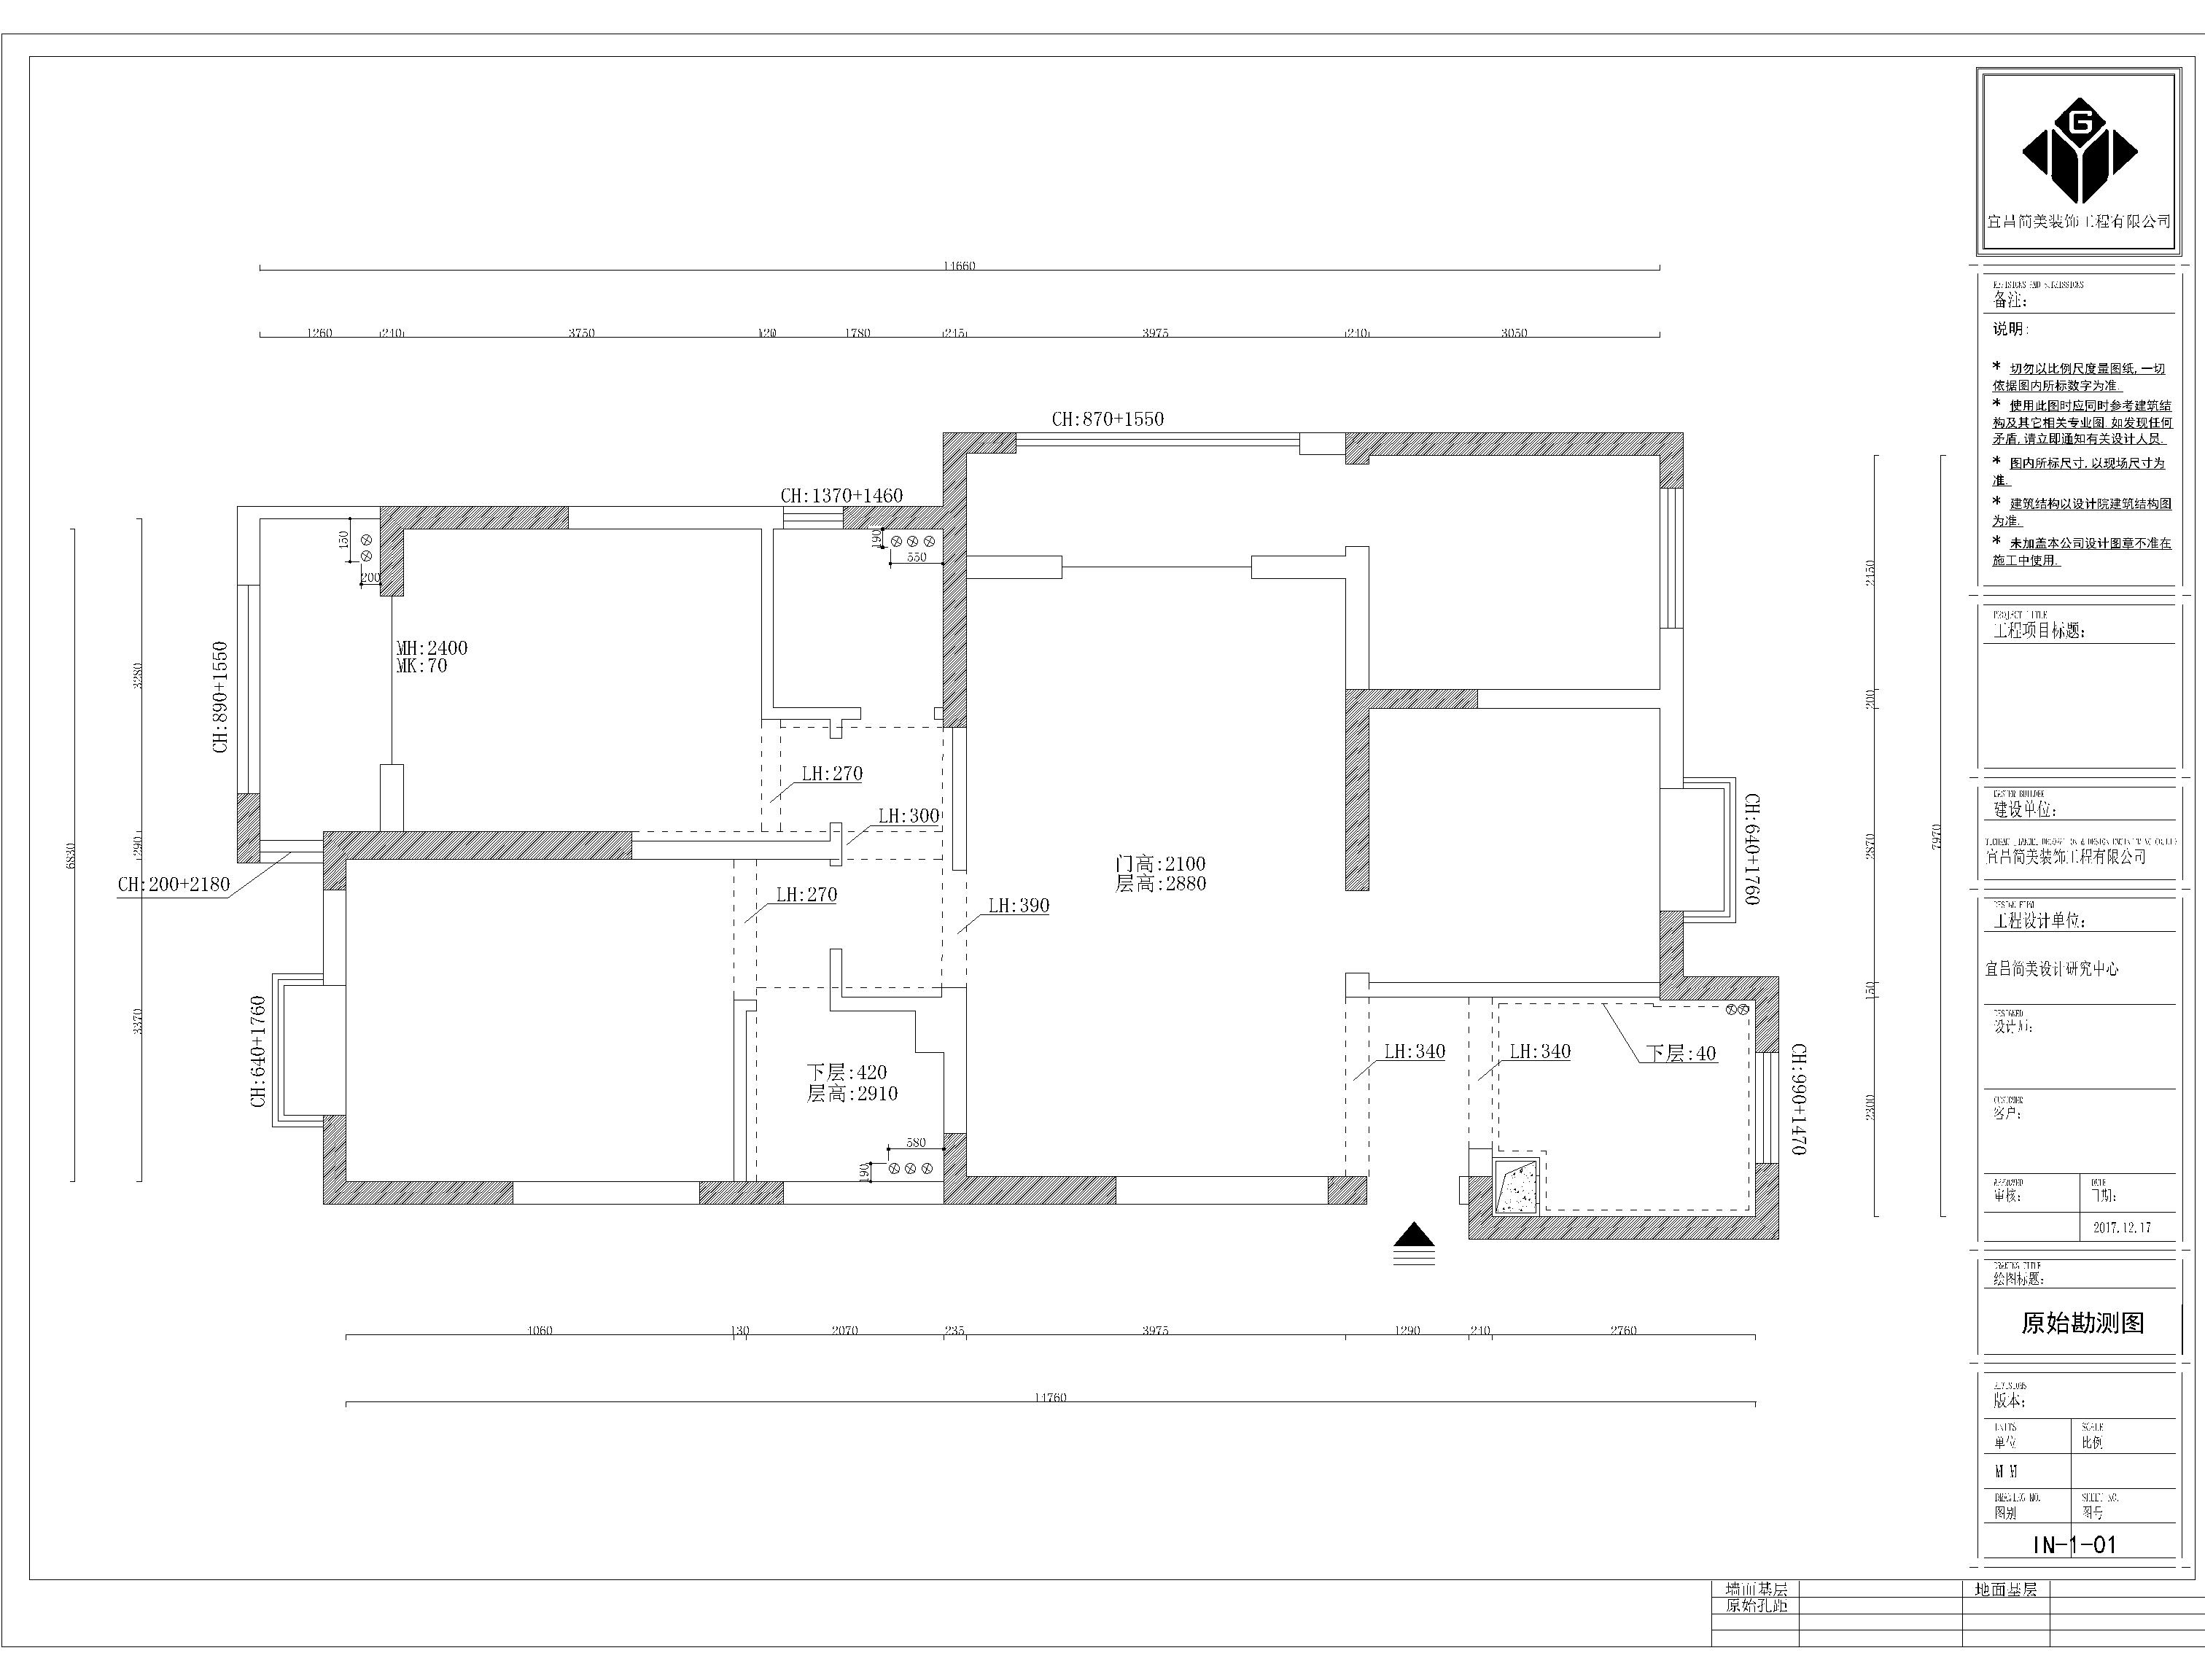 G
宜昌简美装饰工程有限公司
备注:
说明:
* 切勿以比例尺度量图纸,一切
依据图内所标数字为准.
* 使用此图时应同时参考建筑结
构及其它相关专业图.如发现任何
矛盾,请立即通知有关设计人员.
* 图内所标尺寸,以现场尺寸为
准.
* 建筑结构以设计院建筑结构图
为准.
* 未加盖本公司设计图章不准在
施工中使用.
PROJECT TITLE
工程项目标题:
MASTER BUILDER
建设单位:
宜昌简美装饰工程有限公司
DESIGN FIRM
工程设计单位:
宜昌简美设计研究中心
DESIGNED
设计师:
CUSTOMER
客户:
APPROVED
审核:
DATE
日期:
2017.12.17
DRAWING TITLE
绘图标题:
原始勘测图
REVISIONS
版本:
UNITS
单位
SCALE
比例
M M
DRAWING NO.
图别
SHEET NO.
图号
IN-1-01
墙面基层
地面基层
原始孔距
14660
1260
240
3750
120
1780
245
3975
240
3050
CH:870+1550
CH:1370+1460
150
200
190
550
MH:2400
MK:70
CH:890+1550
3280
290
3370
6830
2450
200
2870
150
2300
7970
LH:270
LH:300
门高:2100
层高:2880
CH:640+1760
CH:200+2180
LH:270
LH:390
CH:640+1760
下层:420
层高:2910
LH:340
LH:340
下层:40
CH:990+1470
580
190
4060
130
2070
235
3975
1290
240
2760
14760